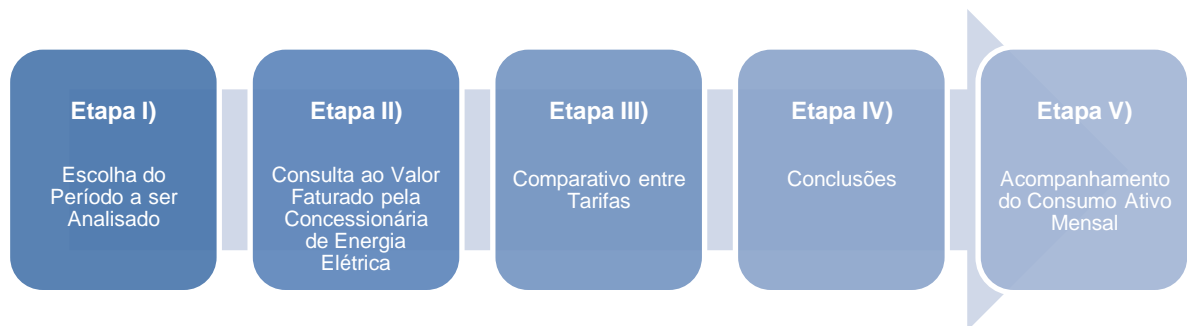 Etapa I)
Escolha do
Período a ser
Analisado
Etapa II)
Consulta ao Valor
Faturado pela
Concessionária
de Energia
Elétrica
Etapa III)
Comparativo entre
Tarifas
Etapa IV)
Conclusões
Etapa V)
Acompanhamento
do Consumo Ativo
Mensal